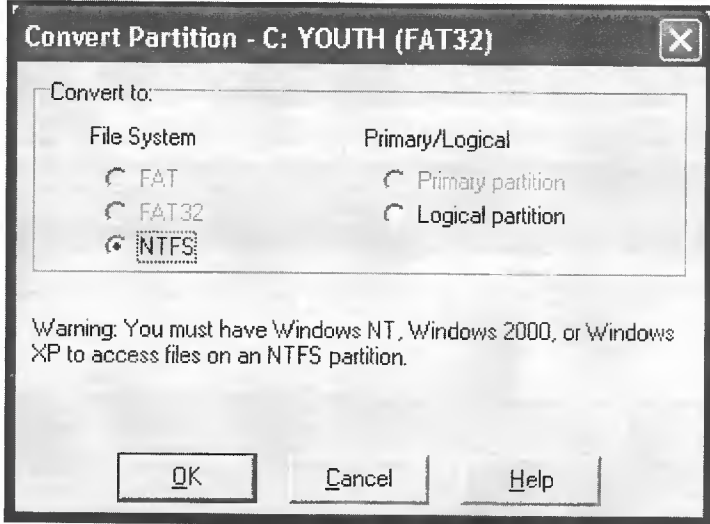 Convert Partition - C: YOUTH (FAT32)
Convert to:
File System
Primary/Logical
FAT
Primary partition
FAT32
Logical partition
NTFS
Warning: You must have Windows NT, Windows 2000, or Windows
XP to access files on an NTFS partition.
OK
Cancel
Help